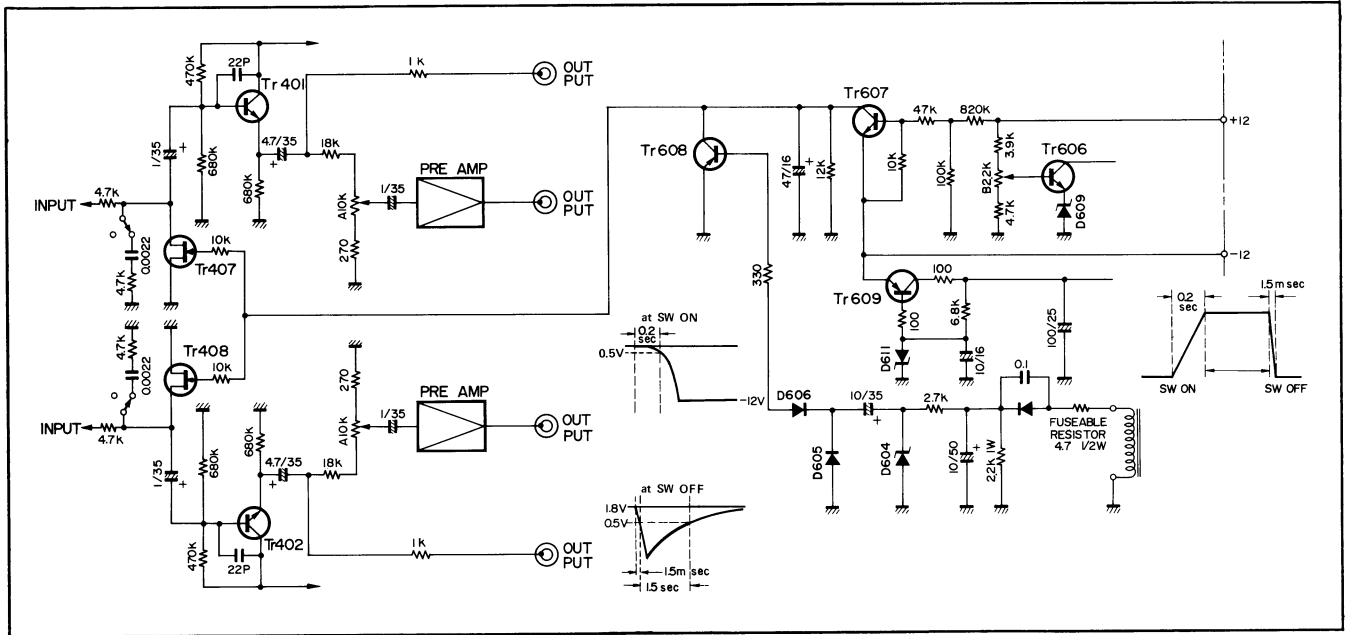 470K
22P
Tr401
1 k
OUT
PUT
1/35
+
680K
4.7/35
+
18k
680K
4.7k
INPUT
1/35
PRE AMP
OUT
PUT
A10K
0.0022
10k
Tr407
4.7k
270
4.7k
Tr408
0.0022
10k
270
PRE AMP
1/35
OUT
PUT
A10K
INPUT
4.7k
680K
680K
1/35
+
4.7/35
+
18k
Tr402
470K
22P
1k
OUT
PUT
Tr607
47k
820K
+12
Tr608
47/16
+
12k
10k
100k
3.9k
B2.2k
4.7k
Tr606
D609
-12
330
Tr609
100
100
6.8k
D611
10/16
100/25
at SW ON
0.2
sec
0.5V
-12V
0.2
sec
1.5m sec
SW ON
SW OFF
D606
10/35
+
2.7k
0.1
D605
D604
10/50
+
2.2k 1W
FUSEABLE
RESISTOR
4.7 1/2W
at SW OFF
1.8V
0.5V
1.5m sec
1.5 sec